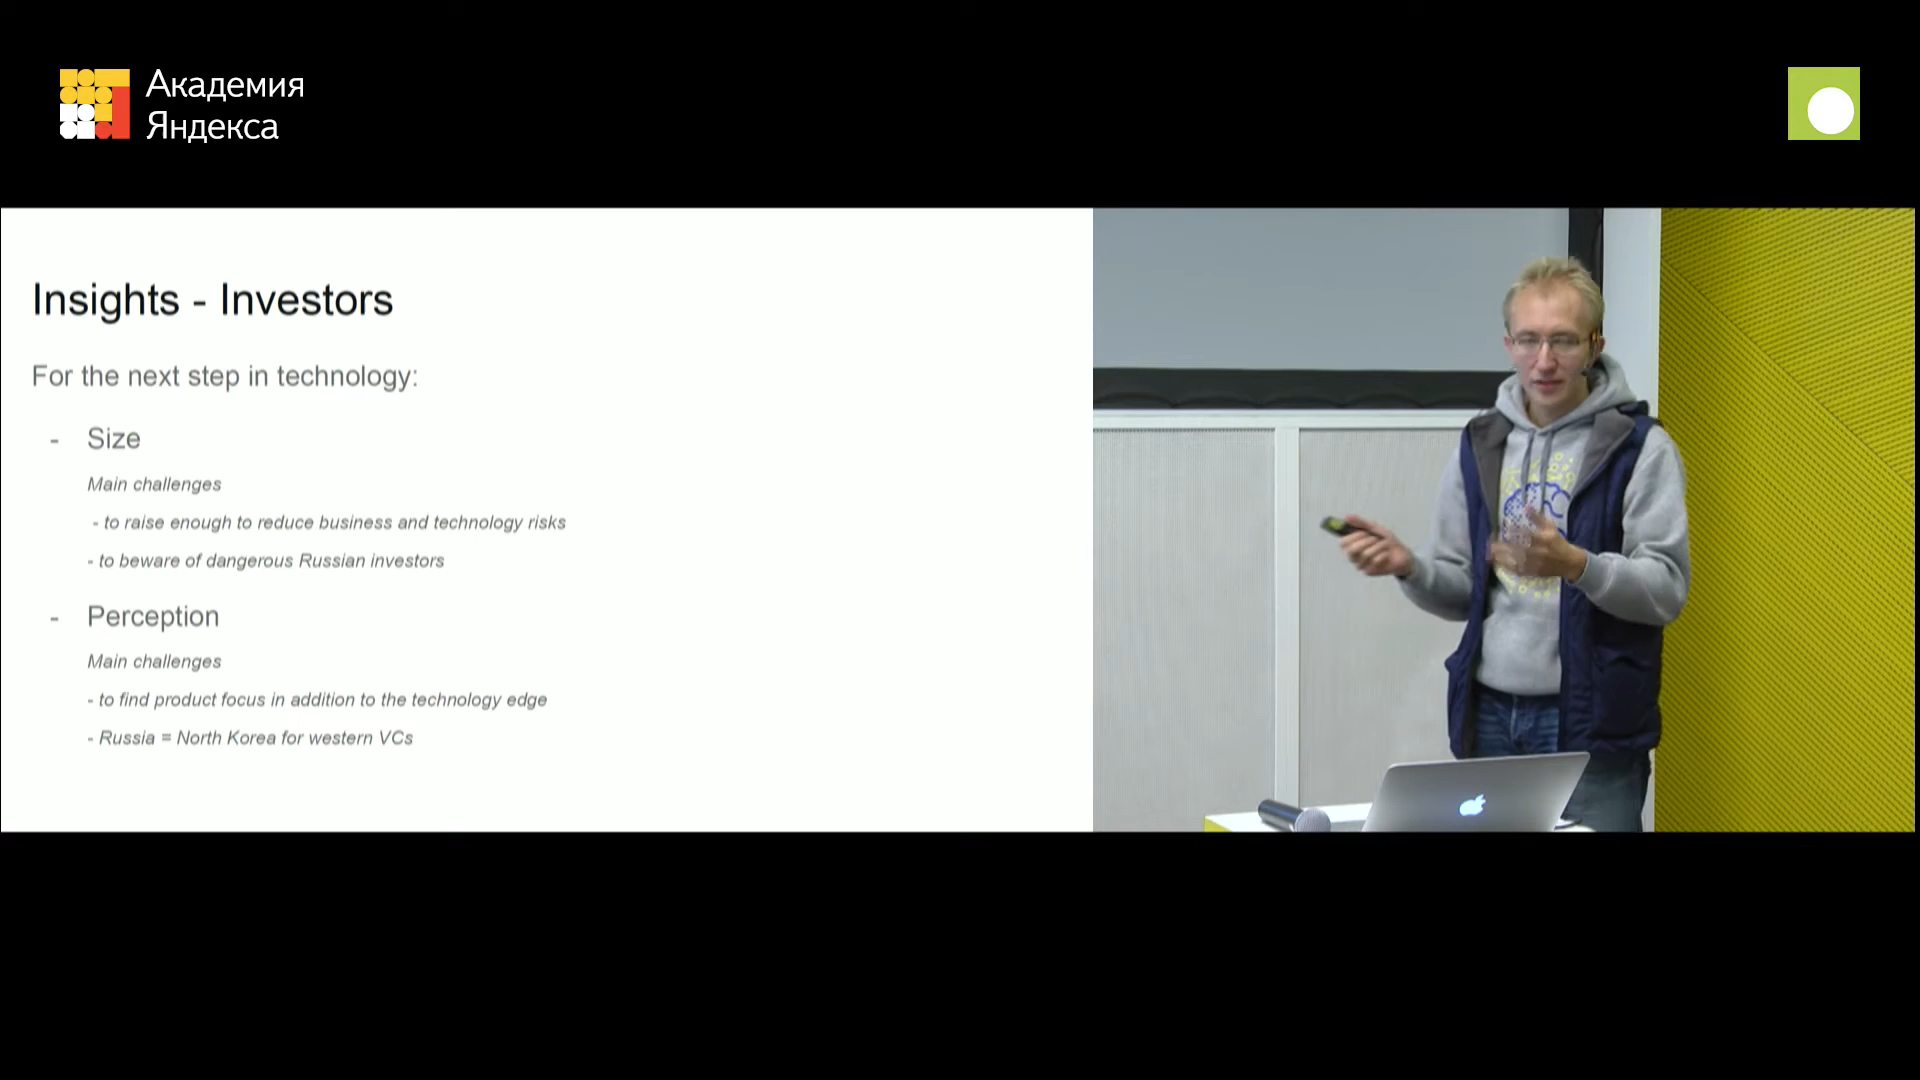 Академия
Яндекса
Insights - Investors
For the next step in technology:
- Size
Main challenges
- to raise enough to reduce business and technology risks
- to beware of dangerous Russian investors
- Perception
Main challenges
- to find product focus in addition to the technology edge
- Russia = North Korea for western VCs